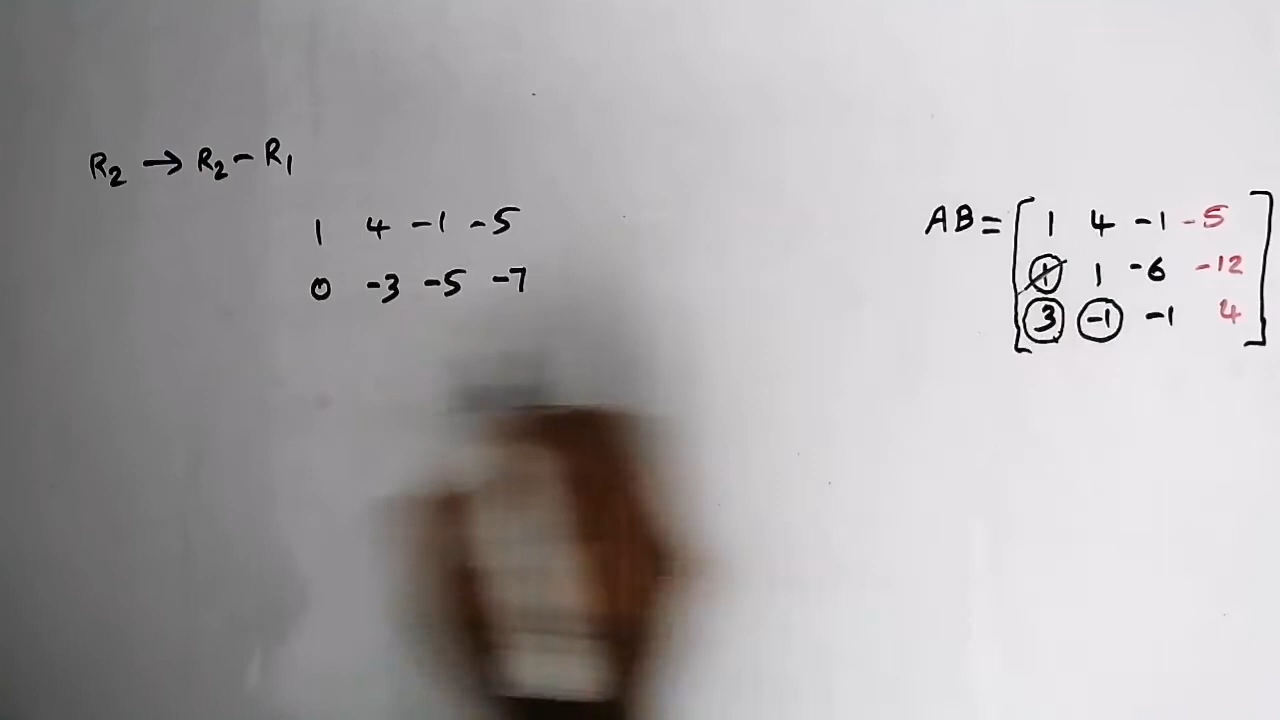 R2 → R2 - R1
1 4 -1 -5
0 -3 -5 -7
AB = [ 1 4 -1 -5
1 1 -6 -12
3 -1 -1 4 ]